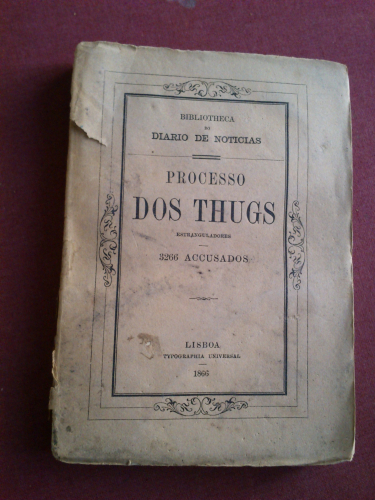 BIBLIOTHECA
DO
DIARIO DE NOTICIAS
PROCESSO
DOS THUGS
ESTRANGULADORES
3266 ACCUSADOS
LISBOA
TYPOGRAPHIA UNIVERSAL
1866